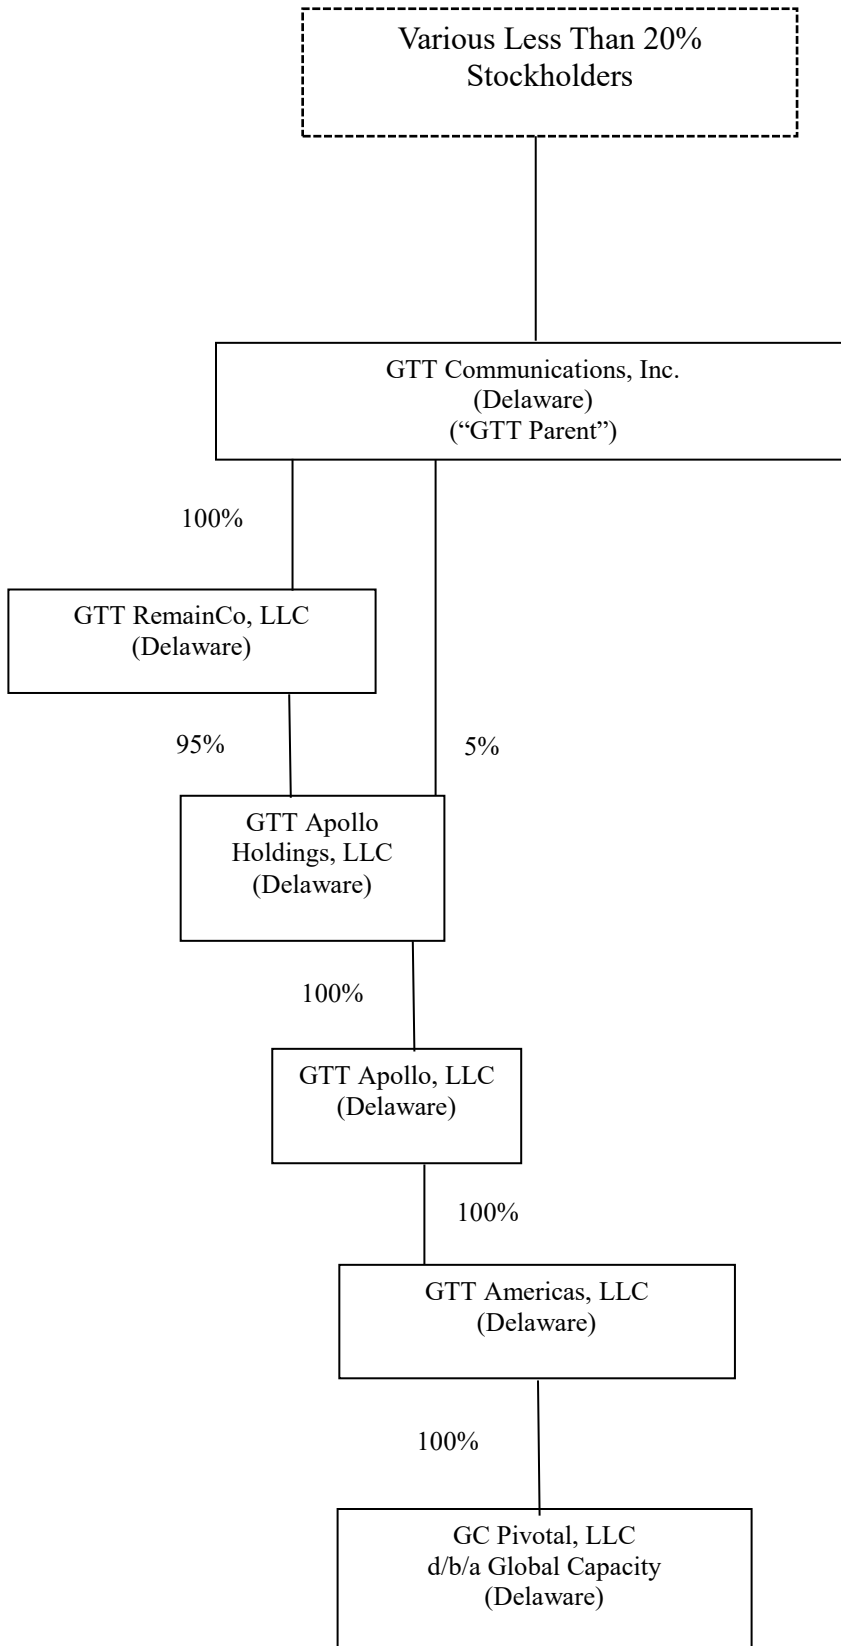 Various Less Than 20%
Stockholders
GTT Communications, Inc.
(Delaware)
(“GTT Parent”)
100%
GTT RemainCo, LLC
(Delaware)
95%
5%
GTT Apollo
Holdings, LLC
(Delaware)
100%
GTT Apollo, LLC
(Delaware)
100%
GTT Americas, LLC
(Delaware)
100%
GC Pivotal, LLC
d/b/a Global Capacity
(Delaware)